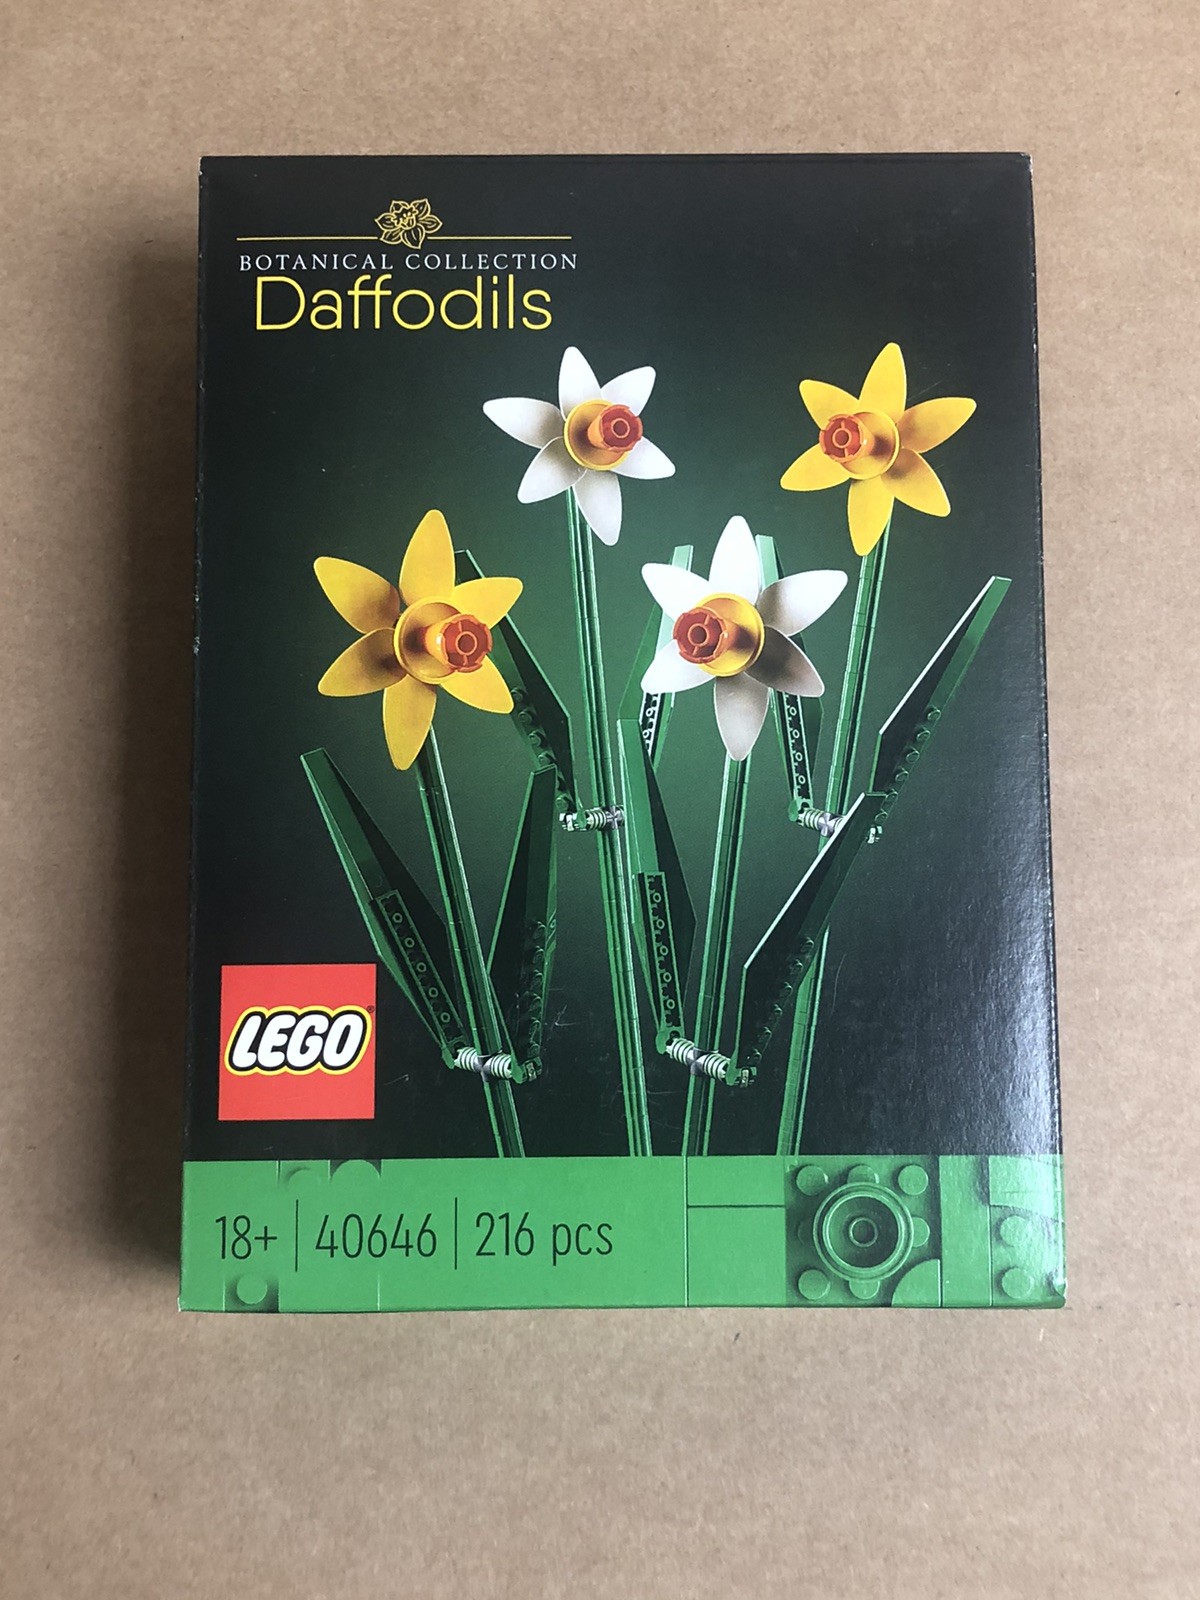 BOTANICAL COLLECTION
Daffodils
LEGO®
18+ | 40646 | 216 pcs